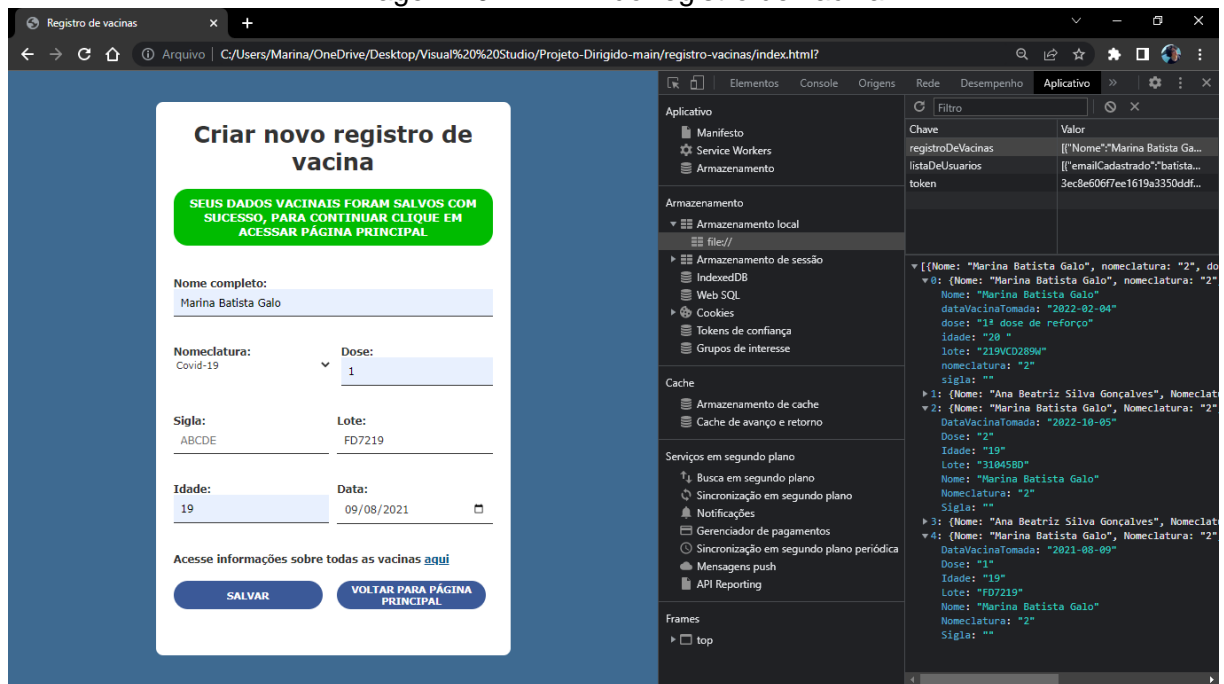 Registro de vacinas
Arquivo | C:/Users/Marina/OneDrive/Desktop/Visual%20%20Studio/Projeto-Dirigido-main/registro-vacinas/index.html?
Criar novo registro de
vacina
SEUS DADOS VACINAIS FORAM SALVOS COM
SUCESSO, PARA CONTINUAR CLIQUE EM
ACESSAR PÁGINA PRINCIPAL
Nome completo:
Marina Batista Galo
Nomeclatura: Dose:
Covid-19 1
Sigla: Lote:
ABCDE FD7219
Idade: Data:
19 09/08/2021
Acesse informações sobre todas as vacinas aqui
SALVAR VOLTAR PARA PÁGINA
PRINCIPAL
Elementos Console Origens Rede Desempenho Aplicativo »
Aplicativo
Manifesto
Service Workers
Armazenamento
Armazenamento
Armazenamento local
file://
Armazenamento de sessão
IndexedDB
Web SQL
Cookies
Tokens de confiança
Grupos de interesse
Cache
Armazenamento de cache
Cache de avanço e retorno
Serviços em segundo plano
Busca em segundo plano
Sincronização em segundo plano
Notificações
Gerenciador de pagamentos
Sincronização em segundo plano periódica
Mensagens push
API Reporting
Frames
top
Filtro
Chave Valor
registroDeVacinas [{"Nome":"Marina Batista Ga...
listaDeUsuarios [{"emailCadastrado":"batista...
token 3ec8e606f7ee1619a3350ddf...
[{Nome: "Marina Batista Galo", nomeclatura: "2", do
0: {Nome: "Marina Batista Galo", nomeclatura: "2"
Nome: "Marina Batista Galo"
dataVacinaTomada: "2022-02-04"
dose: "1ª dose de reforço"
idade: "20 "
lote: "219VCD289W"
nomeclatura: "2"
sigla: ""
1: {Nome: "Ana Beatriz Silva Gonçalves", Nomeclat
2: {Nome: "Marina Batista Galo", Nomeclatura: "2"
DataVacinaTomada: "2022-10-05"
Dose: "2"
Idade: "19"
Lote: "31045BD"
Nome: "Marina Batista Galo"
Nomeclatura: "2"
Sigla: ""
3: {Nome: "Ana Beatriz Silva Gonçalves", Nomeclat
4: {Nome: "Marina Batista Galo", Nomeclatura: "2"
DataVacinaTomada: "2021-08-09"
Dose: "1"
Idade: "19"
Lote: "FD7219"
Nome: "Marina Batista Galo"
Nomeclatura: "2"
Sigla: ""